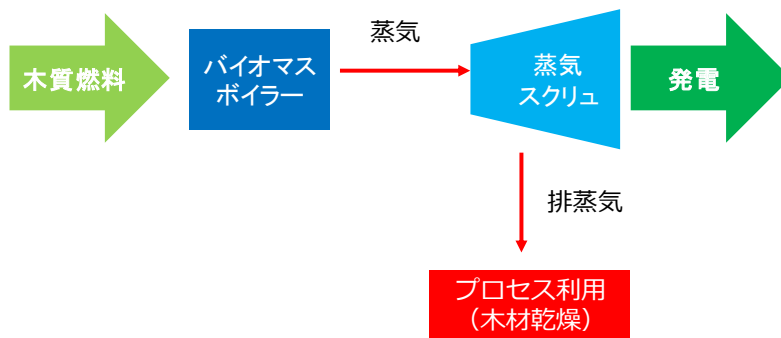 木質燃料
バイオマス
ボイラー
蒸気
蒸気
スクリュ
発電
排蒸気
プロセス利用
（木材乾燥）